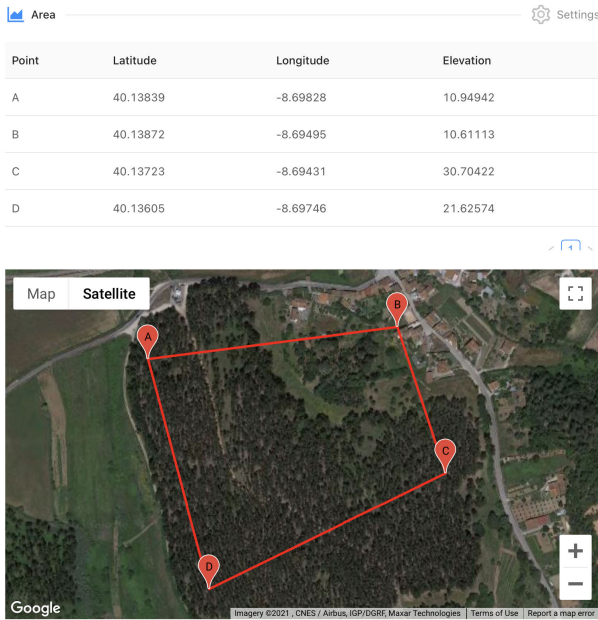 Area
Settings
Point Latitude Longitude Elevation
A 40.13839 -8.69828 10.94942
B 40.13872 -8.69495 10.61113
C 40.13723 -8.69431 30.70422
D 40.13605 -8.69746 21.62574
< 1 >
Map Satellite
B
A
C
D
Google
Imagery ©2021 , CNES / Airbus, IGP/DGRF, Maxar Technologies Terms of Use Report a map error